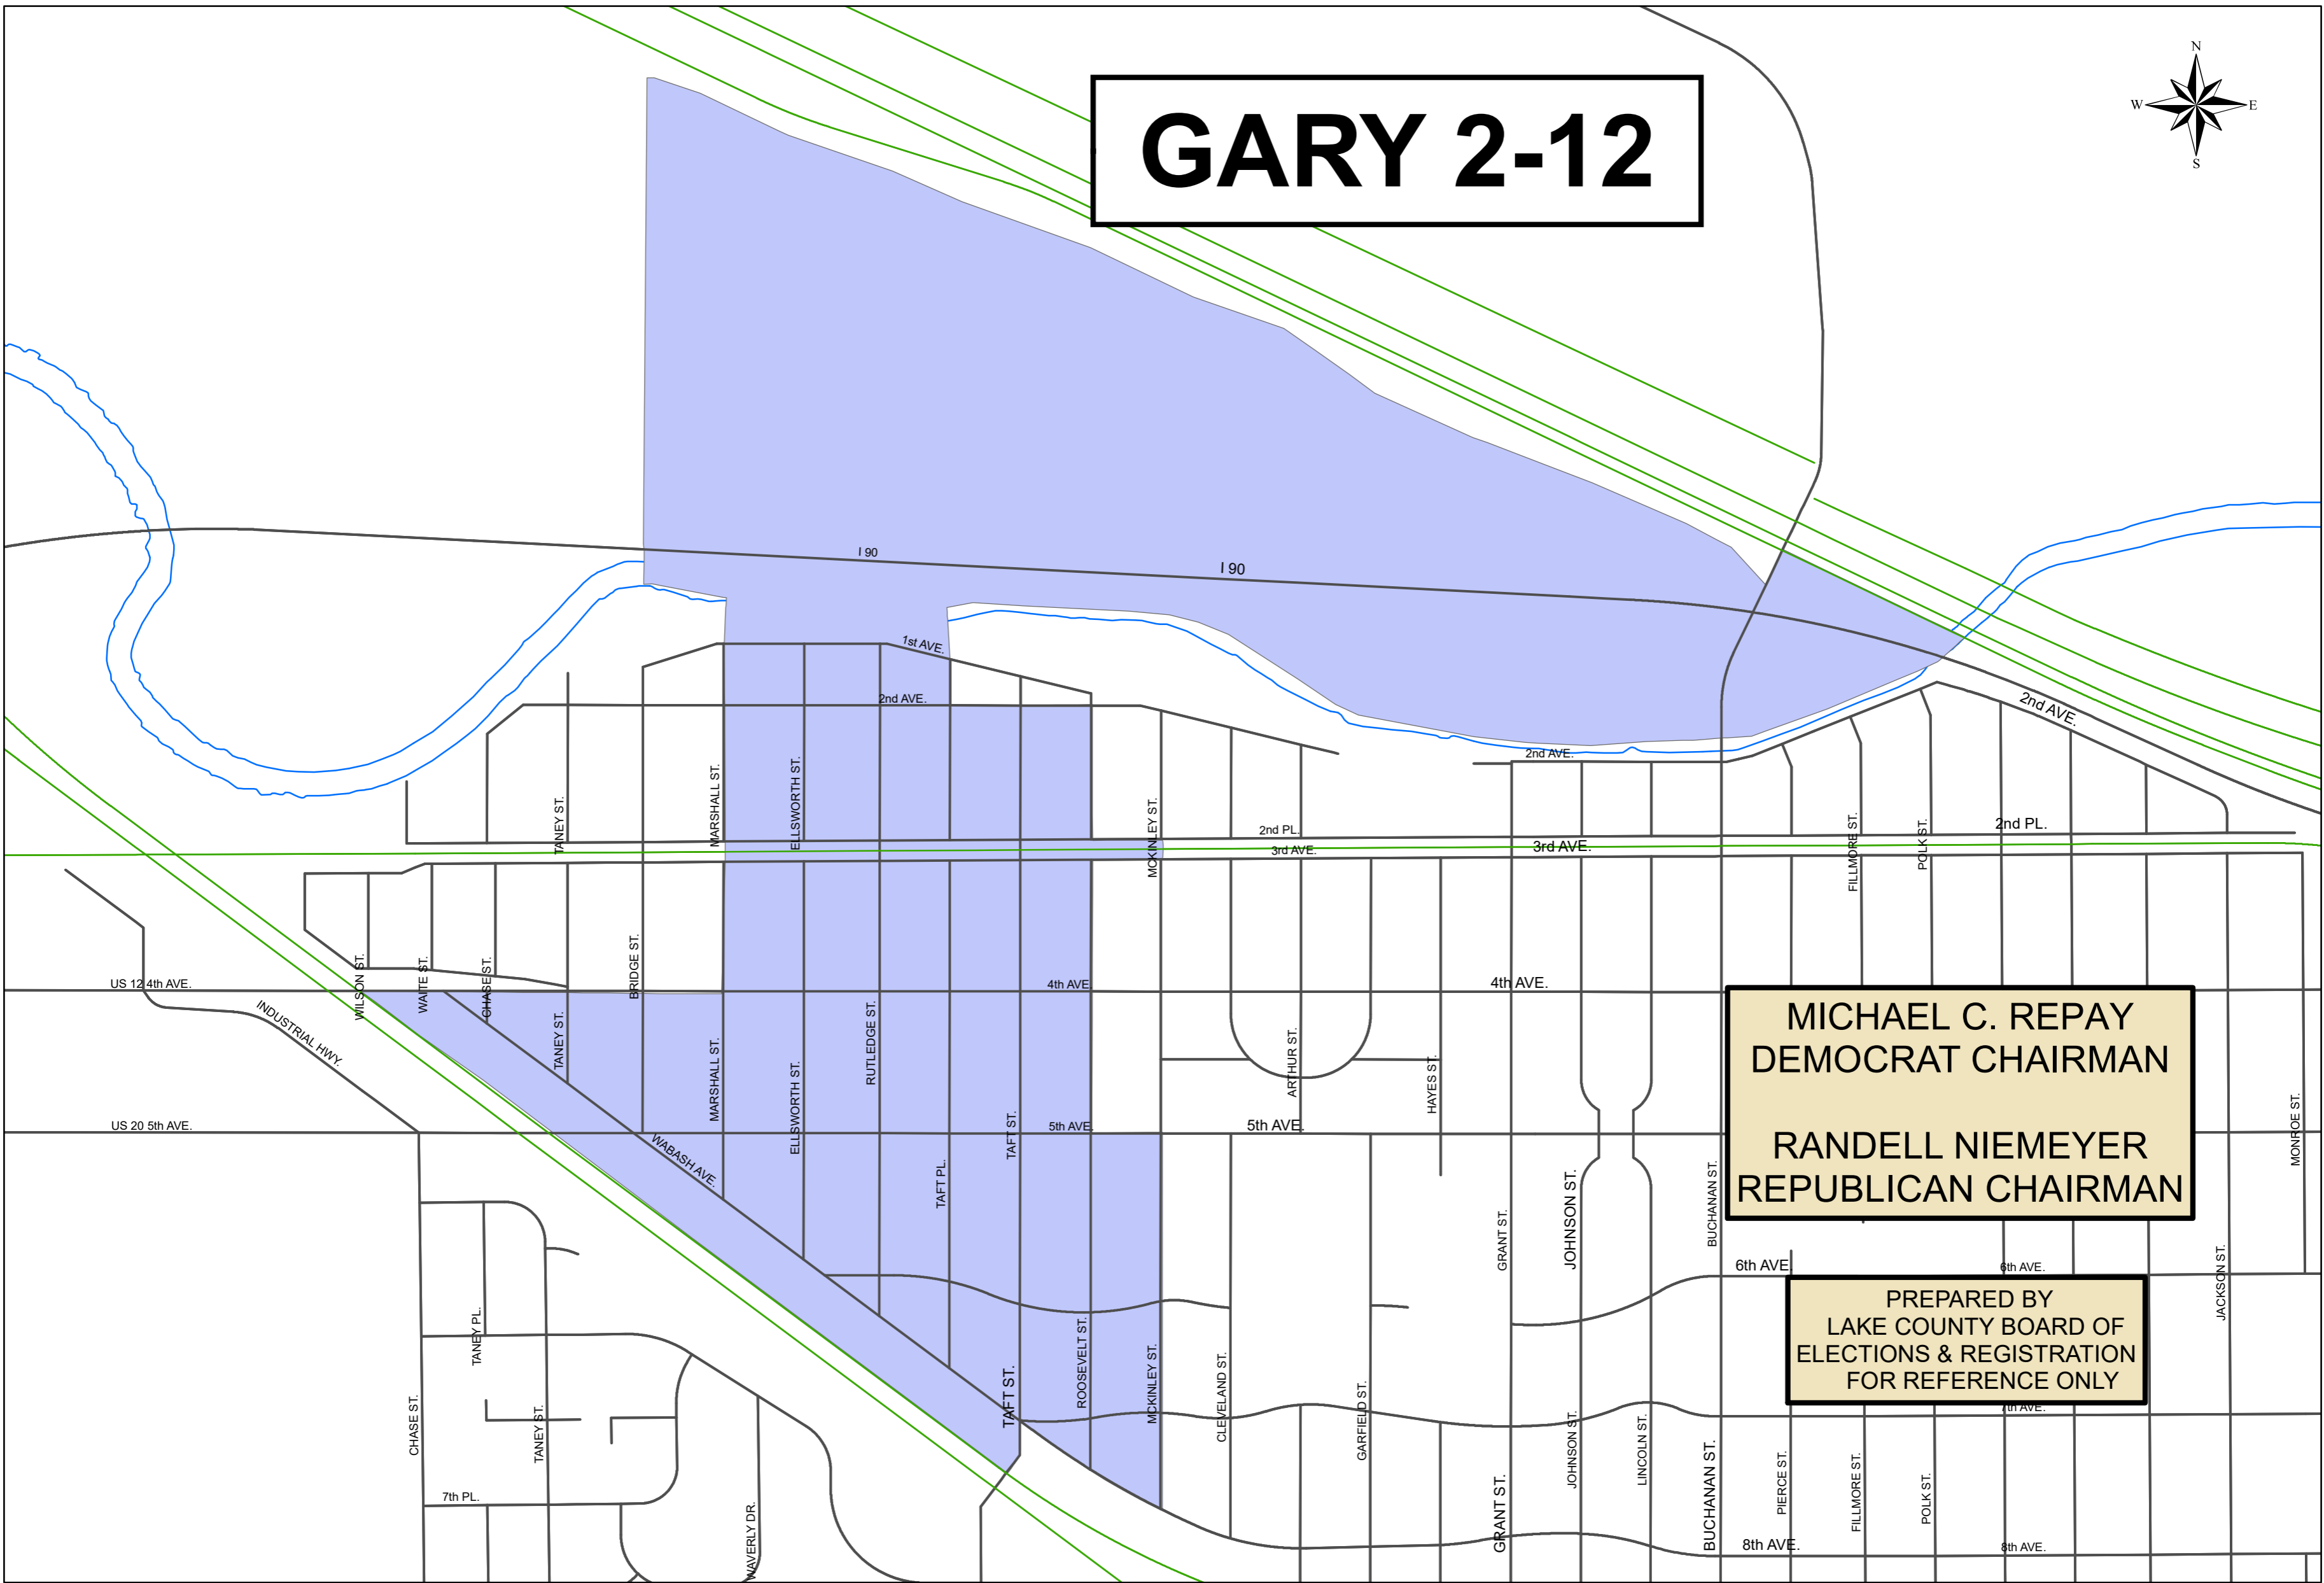 N
GARY 2-12
W E
S
I 90
I 90
1st AVE.
2nd AVE.
2nd AVE.
2nd AVE.
TANEY ST.
MARSHALL ST.
ELLSWORTH ST.
MCKINLEY ST.
FILLMORE ST.
POLK ST.
2nd PL.
2nd PL.
3rd AVE.
3rd AVE.
WILSON ST.
WAITE ST.
CHASE ST.
BRIDGE ST.
US 12 4th AVE.
4th AVE.
4th AVE.
INDUSTRIAL HWY.
TANEY ST.
MARSHALL ST.
ELLSWORTH ST.
RUTLEDGE ST.
TAFT ST.
ARTHUR ST.
HAYES ST.
MICHAEL C. REPAY
DEMOCRAT CHAIRMAN
RANDELL NIEMEYER
REPUBLICAN CHAIRMAN
MONROE ST.
US 20 5th AVE.
5th AVE.
5th AVE.
WABASH AVE.
TAFT PL.
GRANT ST.
JOHNSON ST.
BUCHANAN ST.
6th AVE.
6th AVE.
JACKSON ST.
PREPARED BY
LAKE COUNTY BOARD OF
ELECTIONS & REGISTRATION
FOR REFERENCE ONLY
TANEY PL.
CHASE ST.
TANEY ST.
TAFT ST.
ROOSEVELT ST.
MCKINLEY ST.
CLEVELAND ST.
GARFIELD ST.
7th AVE.
JOHNSON ST.
LINCOLN ST.
GRANT ST.
BUCHANAN ST.
PIERCE ST.
FILLMORE ST.
POLK ST.
7th PL.
WAVERLY DR.
8th AVE.
8th AVE.